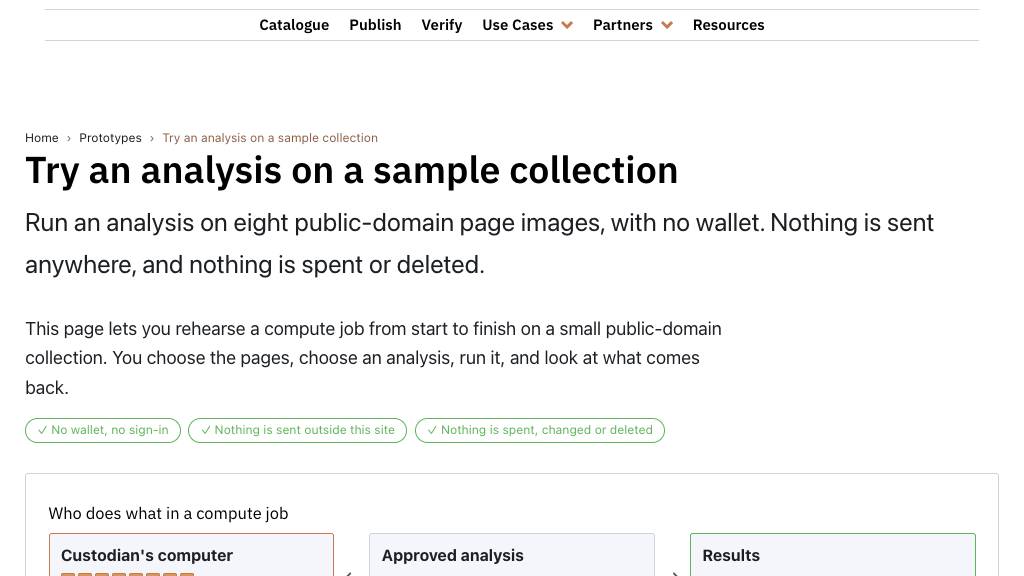 Catalogue Publish Verify Use Cases Partners Resources
Home › Prototypes › Try an analysis on a sample collection
Try an analysis on a sample collection
Run an analysis on eight public-domain page images, with no wallet. Nothing is sent
anywhere, and nothing is spent or deleted.
This page lets you rehearse a compute job from start to finish on a small public-domain
collection. You choose the pages, choose an analysis, run it, and look at what comes
back.
✓ No wallet, no sign-in ✓ Nothing is sent outside this site ✓ Nothing is spent, changed or deleted
Who does what in a compute job
Custodian's computer Approved analysis Results